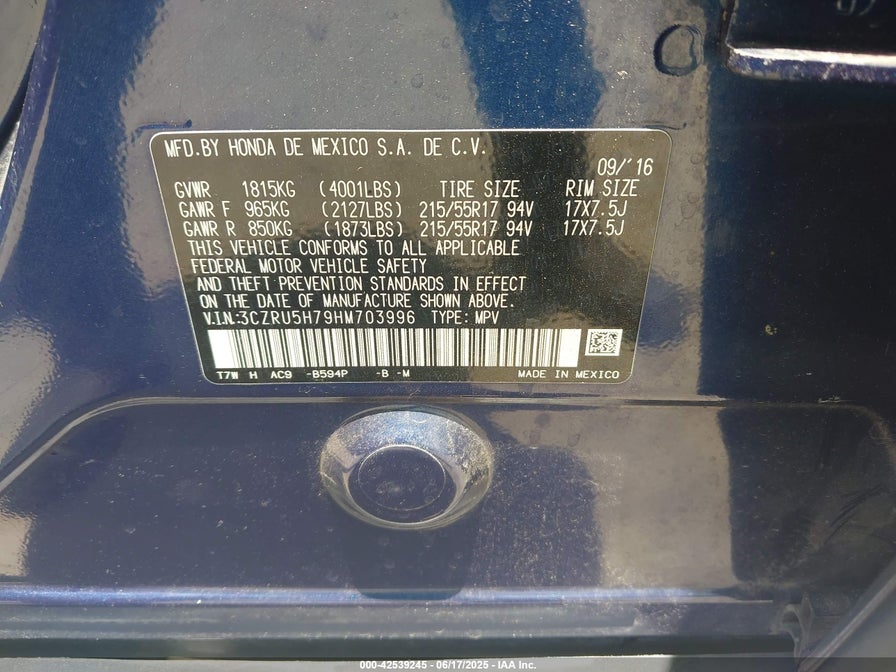 MFD.BY HONDA DE MEXICO S.A. DE C.V.
09/'16
GVWR 1815KG (4001LBS) TIRE SIZE RIM SIZE
GAWR F 965KG (2127LBS) 215/55R17 94V 17X7.5J
GAWR R 850KG (1873LBS) 215/55R17 94V 17X7.5J
THIS VEHICLE CONFORMS TO ALL APPLICABLE
FEDERAL MOTOR VEHICLE SAFETY
AND THEFT PREVENTION STANDARDS IN EFFECT
ON THE DATE OF MANUFACTURE SHOWN ABOVE.
V.I.N.:3CZRU5H79HM703996 TYPE: MPV
T7W H AC9 -B594P -B -M MADE IN MEXICO
000-42539245 - 06/17/2025 - IAA Inc.